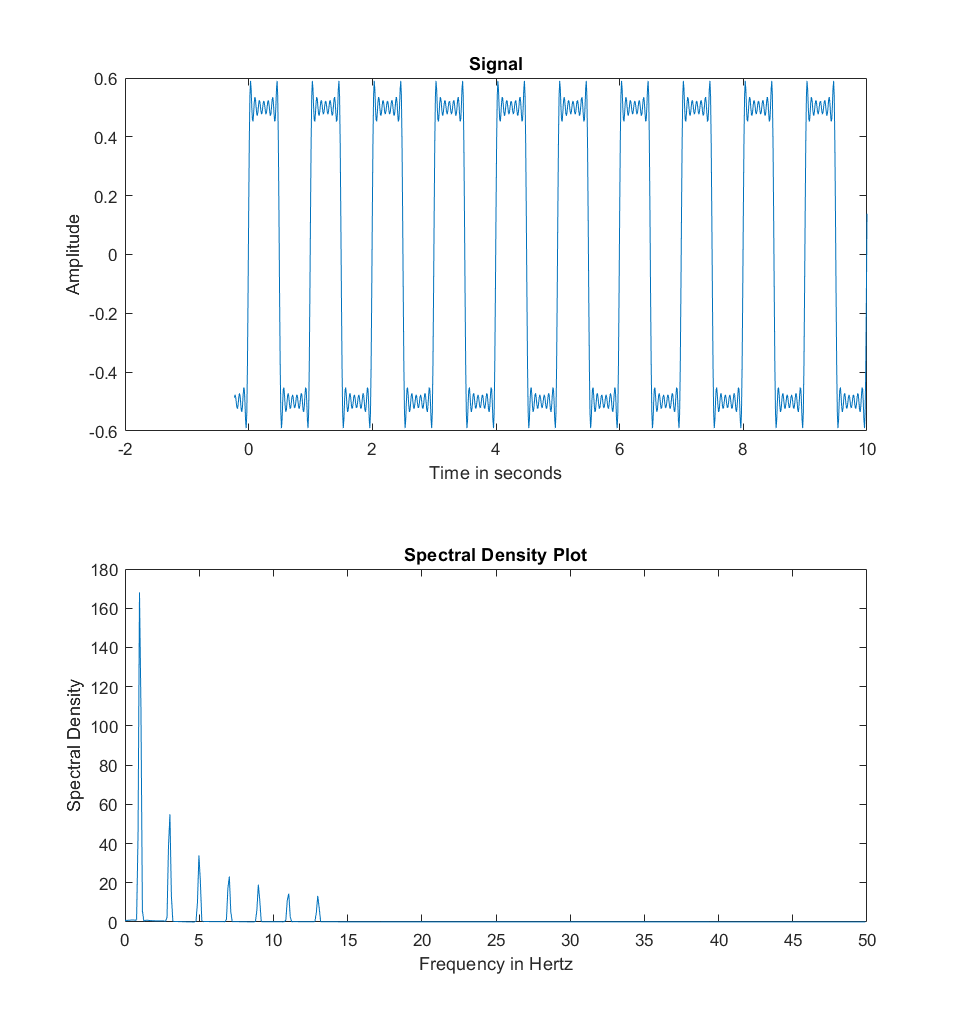 Signal
0.6
0.4
0.2
0
-0.2
-0.4
-0.6
Amplitude
-2 0 2 4 6 8 10
Time in seconds
Spectral Density Plot
180
160
140
120
100
80
60
40
20
0
Spectral Density
0 5 10 15 20 25 30 35 40 45 50
Frequency in Hertz